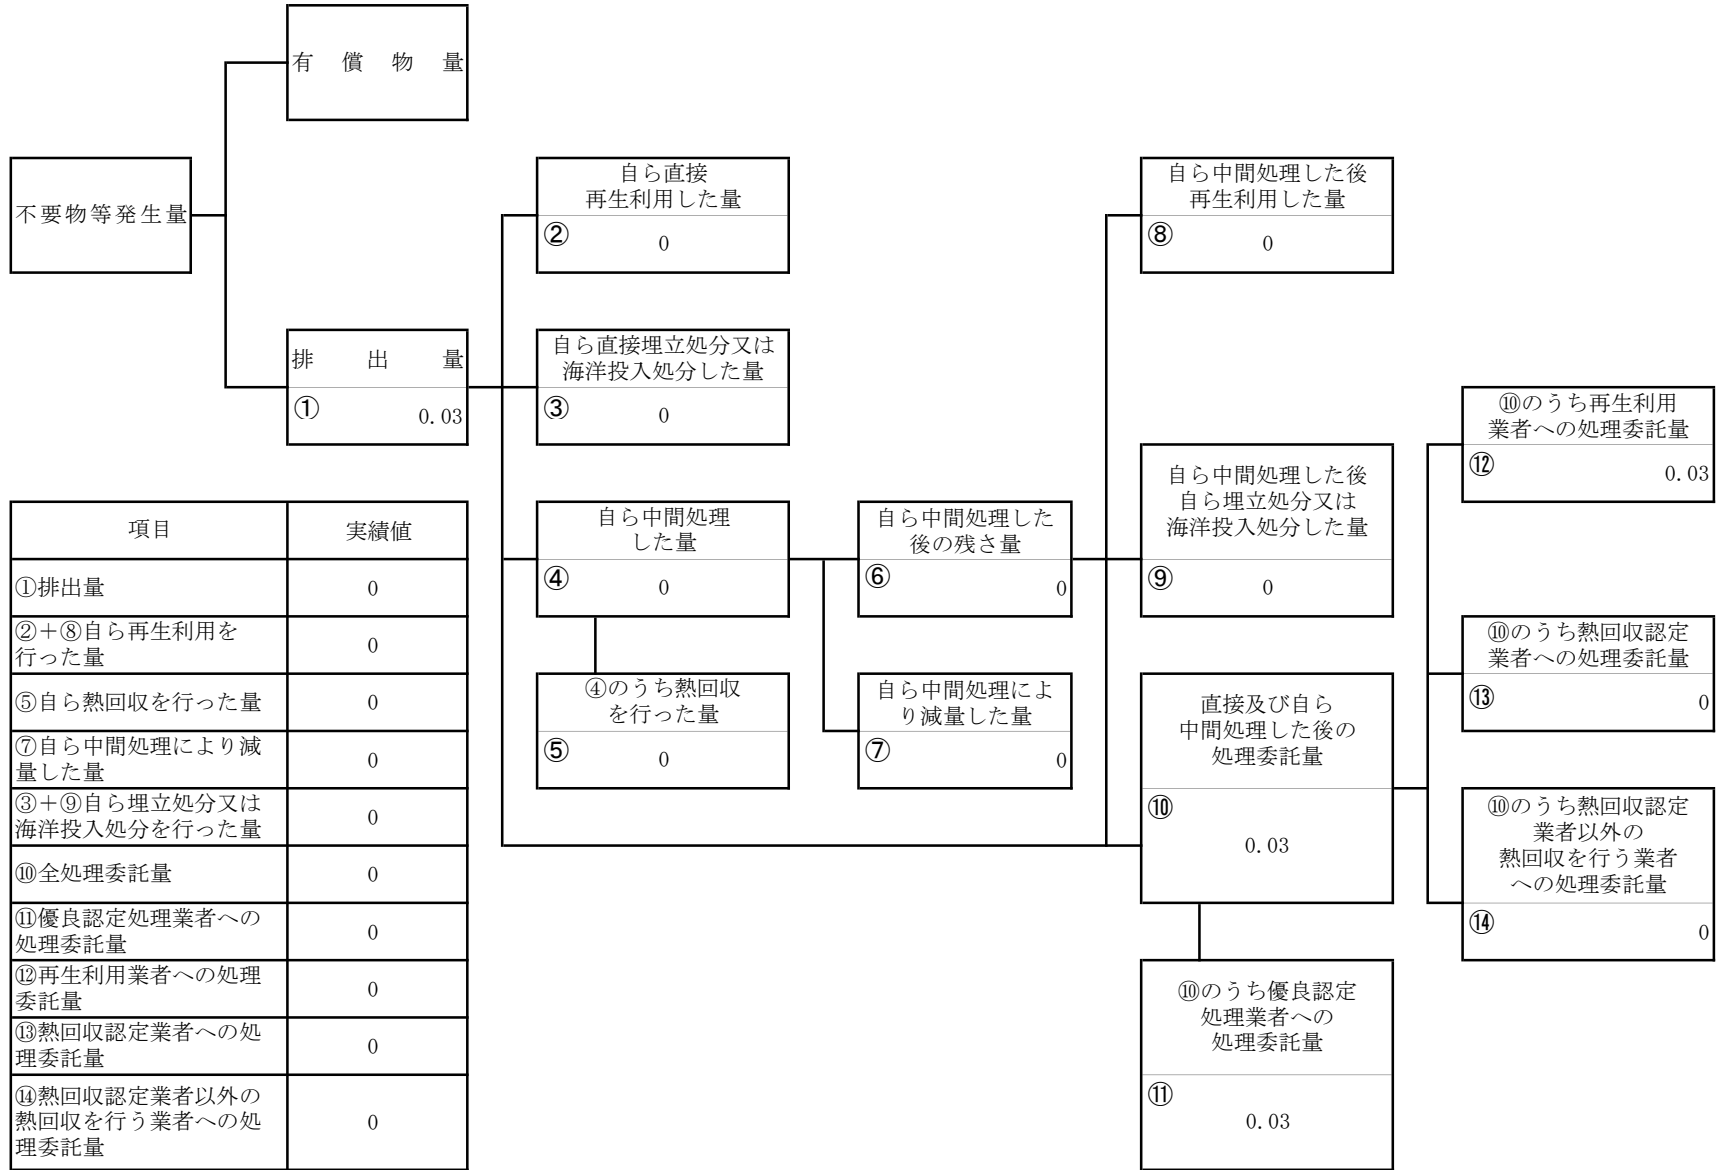 有償物量
不要物等発生量
排出量
① 0.03
自ら直接
再生利用した量
② 0
自ら直接埋立処分又は
海洋投入処分した量
③ 0
自ら中間処理
した量
④ 0
④のうち熱回収
を行った量
⑤ 0
自ら中間処理した
後の残さ量
⑥ 0
自ら中間処理によ
り減量した量
⑦ 0
自ら中間処理した後
再生利用した量
⑧ 0
自ら中間処理した後
自ら埋立処分又は
海洋投入処分した量
⑨ 0
直接及び自ら
中間処理した後の
処理委託量
⑩
0.03
⑩のうち優良認定
処理業者への
処理委託量
⑪
0.03
⑩のうち再生利用
業者への処理委託量
⑫ 0.03
⑩のうち熱回収認定
業者への処理委託量
⑬ 0
⑩のうち熱回収認定
業者以外の
熱回収を行う業者
への処理委託量
⑭ 0
項目 実績値
①排出量 0
②＋⑧自ら再生利用を
行った量 0
⑤自ら熱回収を行った量 0
⑦自ら中間処理により減
量した量 0
③＋⑨自ら埋立処分又は
海洋投入処分を行った量 0
⑩全処理委託量 0
⑪優良認定処理業者への
処理委託量 0
⑫再生利用業者への処理
委託量 0
⑬熱回収認定業者への処
理委託量 0
⑭熱回収認定業者以外の
熱回収を行う業者への処 0
理委託量